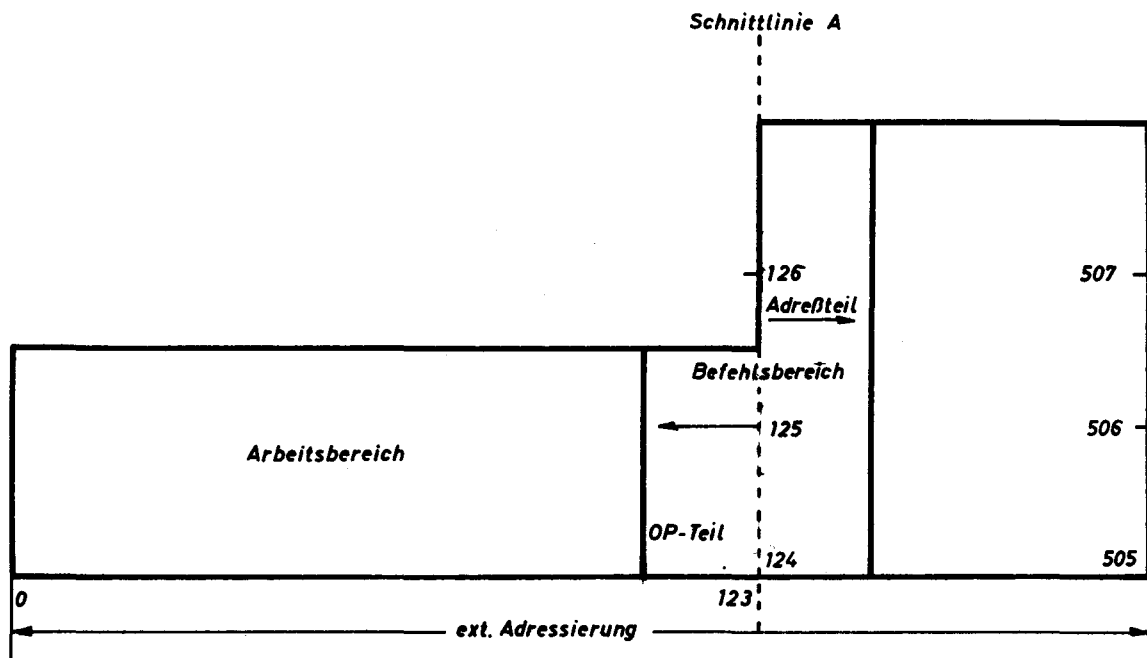 Schnittlinie A
126 507
Adreßteil
Befehlsbereich
125 506
Arbeitsbereich
OP-Teil
124 505
0 123
ext. Adressierung